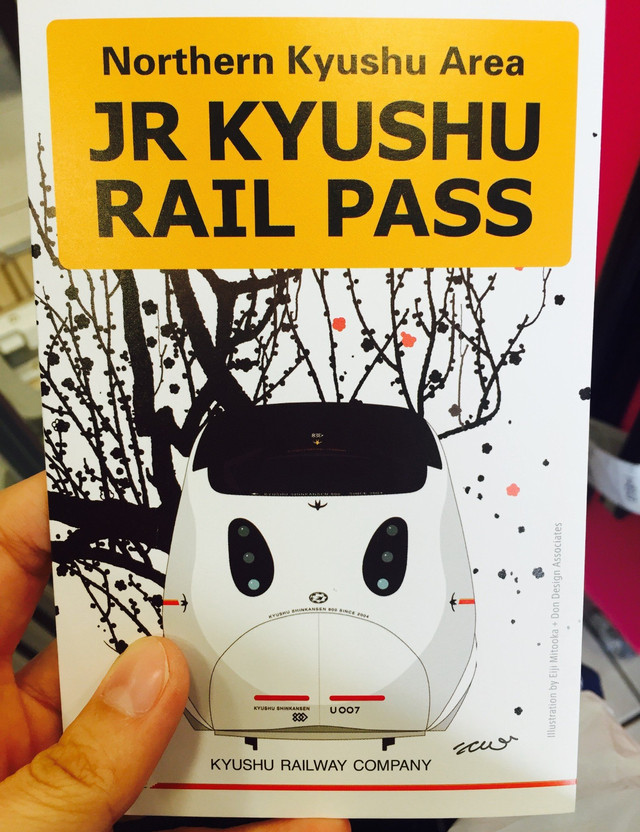 Northern Kyushu Area
JR KYUSHU
RAIL PASS
KYUSHU SHINKANSEN 800 SINCE 2004
KYUSHU SHINKANSEN
U007
KYUSHU RAILWAY COMPANY
Illustration by Eiji Mitooka + Don Design Associates